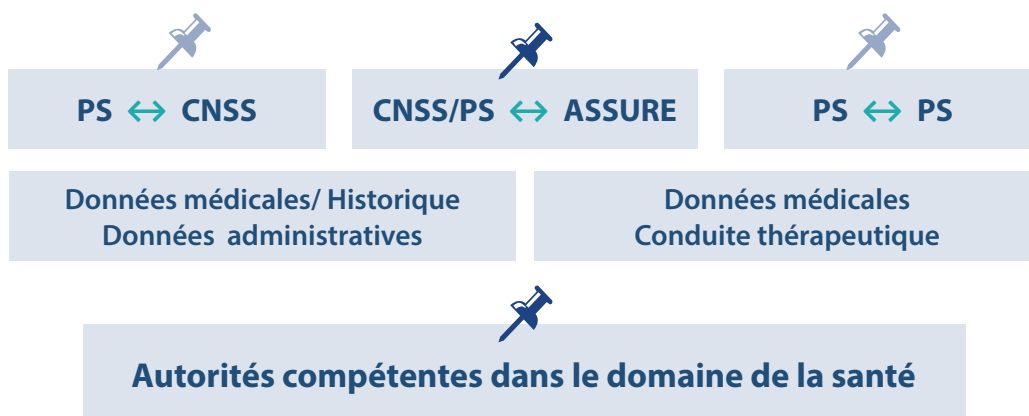 PS ↔ CNSS
CNSS/PS ↔ ASSURE
PS ↔ PS
Données médicales/ Historique
Données administratives
Données médicales
Conduite thérapeutique
Autorités compétentes dans le domaine de la santé